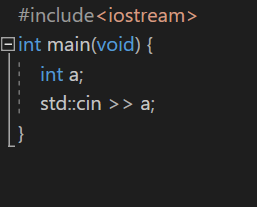 #include<iostream>
int main(void) {
int a;
std::cin >> a;
}